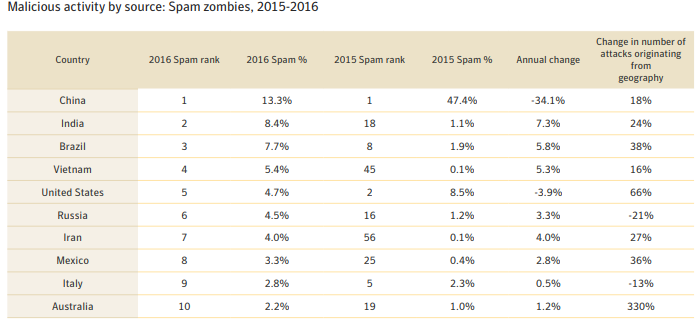 Malicious activity by source: Spam zombies, 2015-2016
Country 2016 Spam rank 2016 Spam % 2015 Spam rank 2015 Spam % Annual change Change in number of attacks originating from geography
China 1 13.3% 1 47.4% -34.1% 18%
India 2 8.4% 18 1.1% 7.3% 24%
Brazil 3 7.7% 8 1.9% 5.8% 38%
Vietnam 4 5.4% 45 0.1% 5.3% 16%
United States 5 4.7% 2 8.5% -3.9% 66%
Russia 6 4.5% 16 1.2% 3.3% -21%
Iran 7 4.0% 56 0.1% 4.0% 27%
Mexico 8 3.3% 25 0.4% 2.8% 36%
Italy 9 2.8% 5 2.3% 0.5% -13%
Australia 10 2.2% 19 1.0% 1.2% 330%